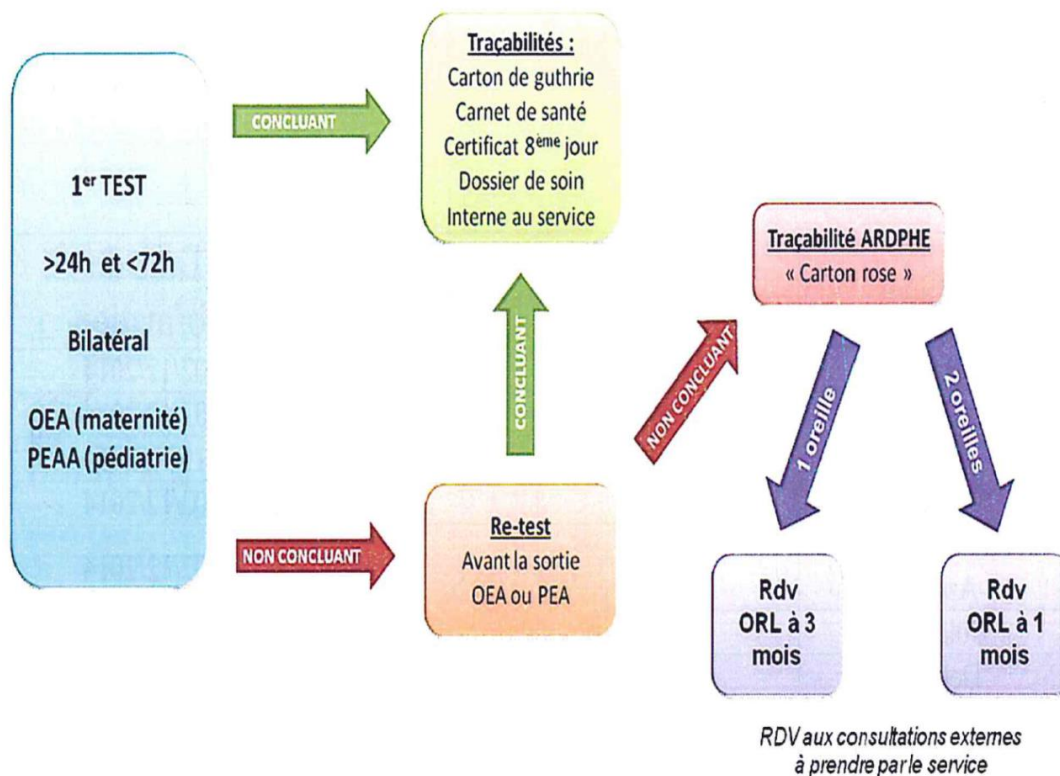 1er TEST
>24h et <72h
Bilatéral
OEA (maternité)
PEAA (pédiatrie)
CONCLUANT
Traçabilités :
Carton de guthrie
Carnet de santé
Certificat 8ème jour
Dossier de soin
Interne au service
NON CONCLUANT
Re-test
Avant la sortie
OEA ou PEA
CONCLUANT
NON CONCLUANT
Traçabilité ARDPHE
« Carton rose »
1 oreille
2 oreilles
Rdv
ORL à 3
mois
Rdv
ORL à 1
mois
RDV aux consultations externes
à prendre par le service